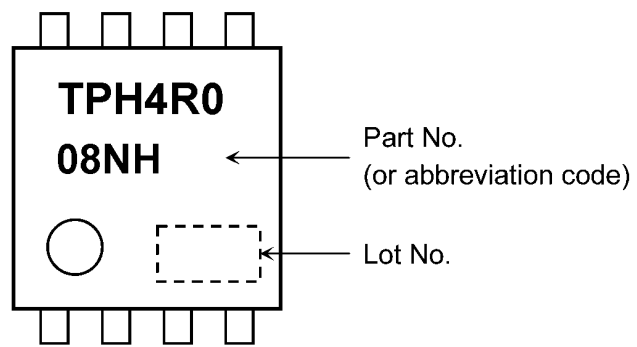 TPH4R0
08NH
Part No.
(or abbreviation code)
Lot No.